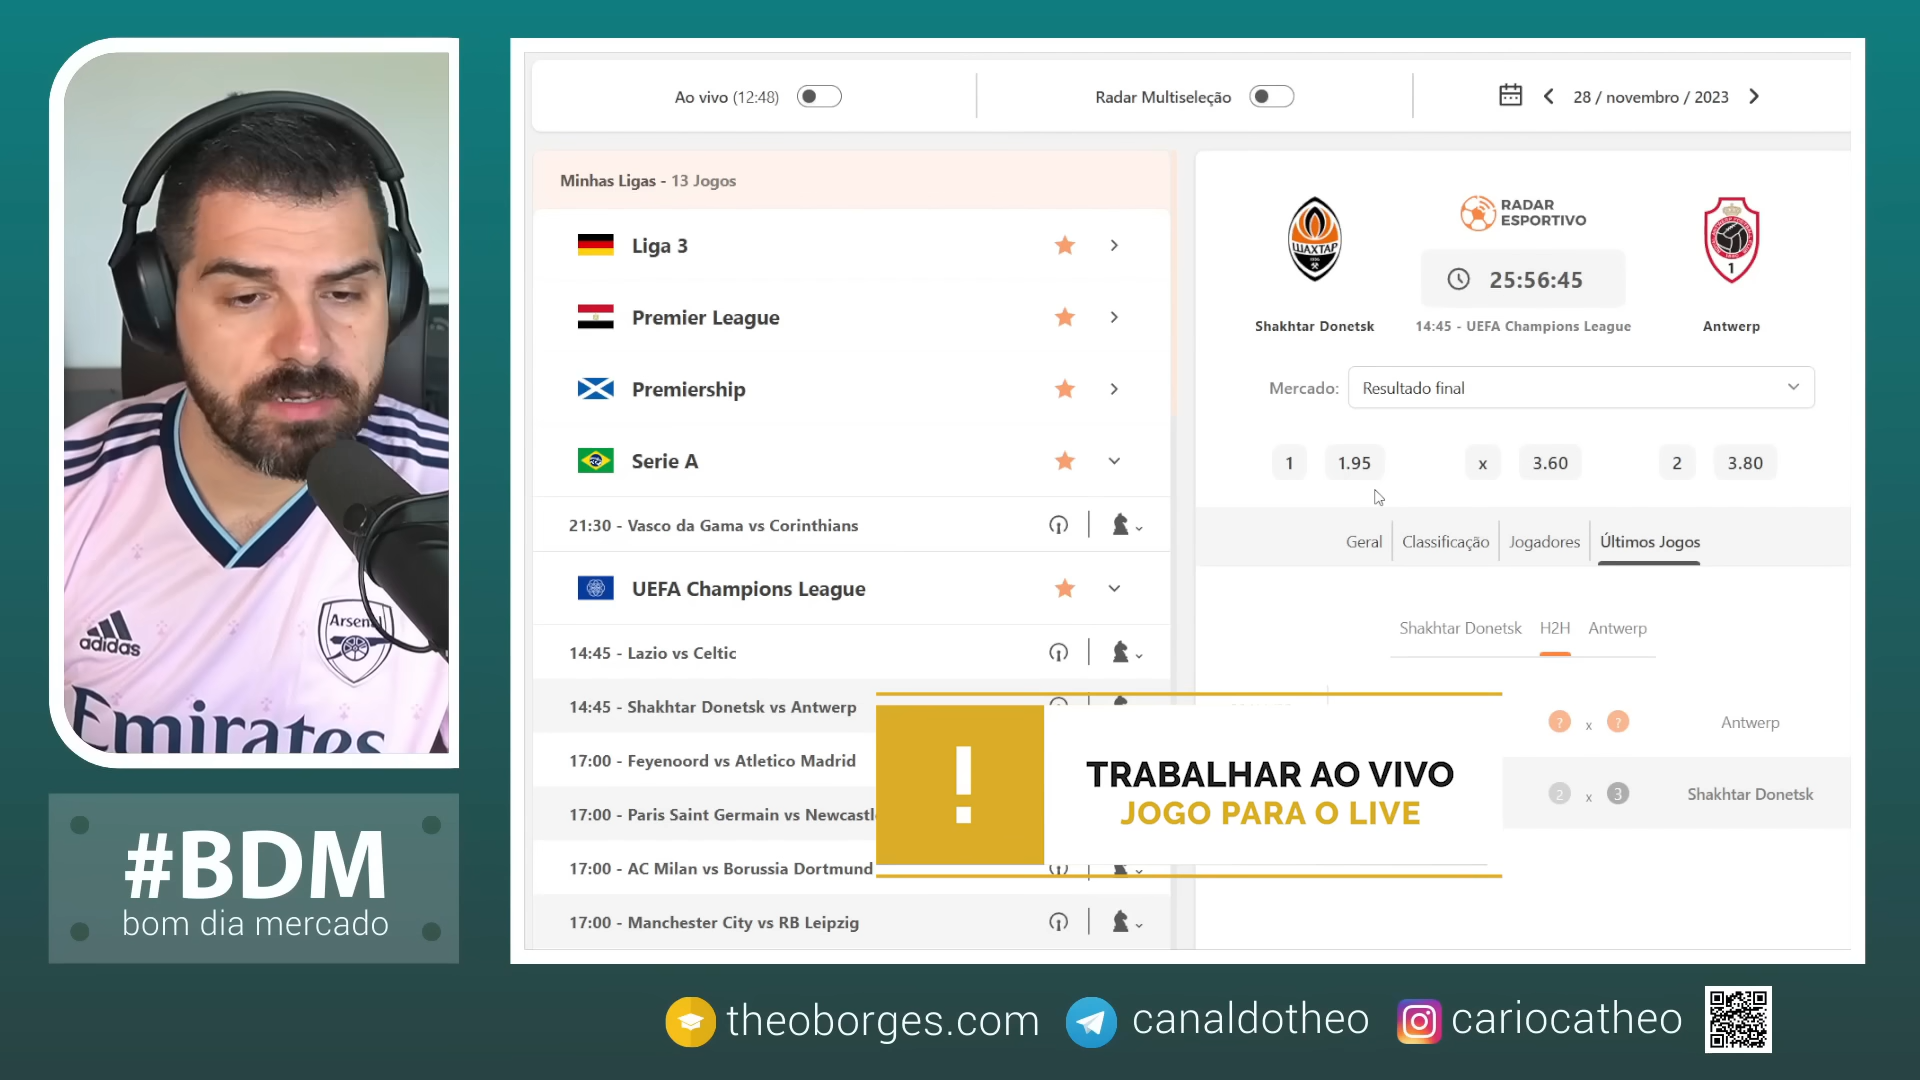 Ao vivo (12:48)
Radar Multiseleção
28 / novembro / 2023
Minhas Ligas - 13 Jogos
Liga 3
Premier League
Premiership
Serie A
21:30 - Vasco da Gama vs Corinthians
UEFA Champions League
14:45 - Lazio vs Celtic
14:45 - Shakhtar Donetsk vs Antwerp
17:00 - Feyenoord vs Atletico Madrid
17:00 - Paris Saint Germain vs Newcastl
17:00 - AC Milan vs Borussia Dortmund
17:00 - Manchester City vs RB Leipzig
ШАХТАР
RADAR
ESPORTIVO
25:56:45
1
Shakhtar Donetsk
14:45 - UEFA Champions League
Antwerp
Mercado:
Resultado final
1 1.95 x 3.60 2 3.80
Geral
Classificação
Jogadores
Últimos Jogos
Shakhtar Donetsk
H2H
Antwerp
? x ? Antwerp
2 x 3 Shakhtar Donetsk
!
TRABALHAR AO VIVO
JOGO PARA O LIVE
adidas
Arsenal
Emirates
#BDM
bom dia mercado
theoborges.com
canaldotheo
cariocatheo